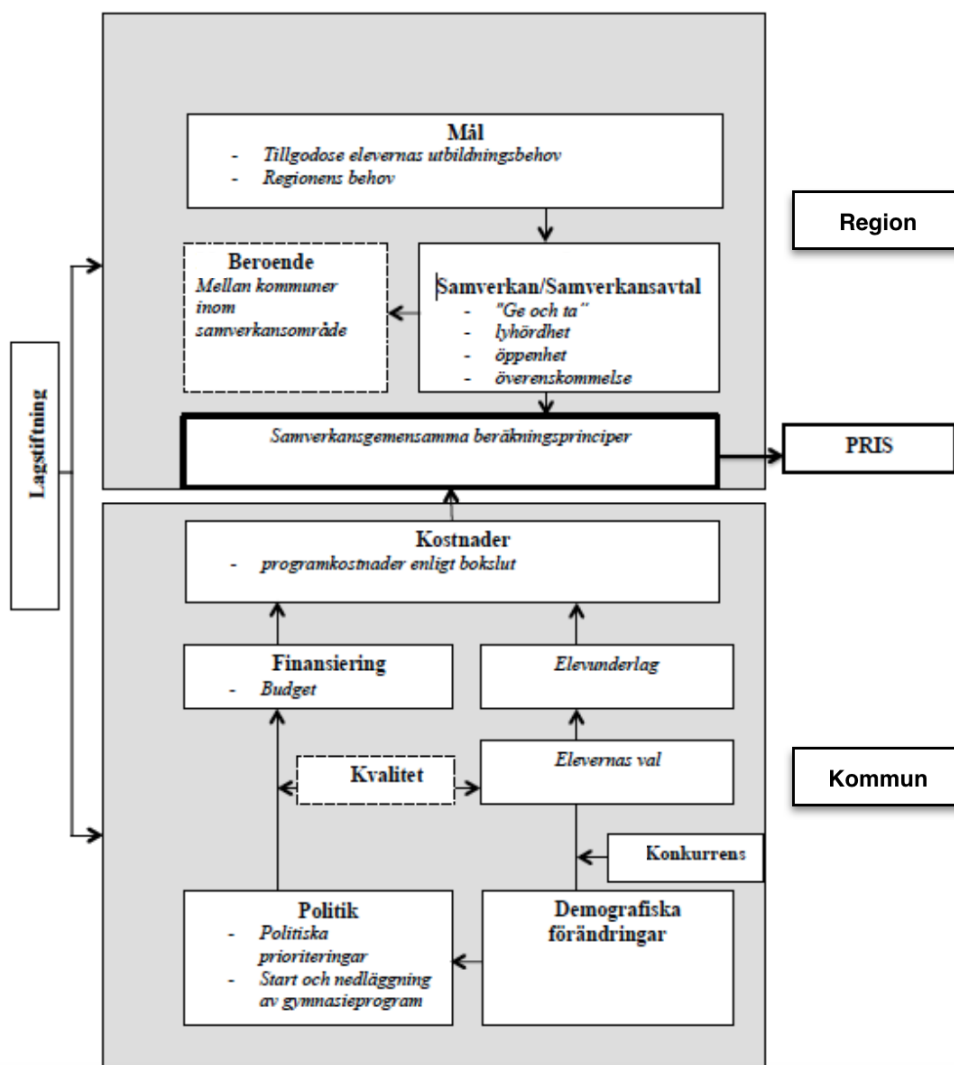 Mål
- Tillgodose elevernas utbildningsbehov
- Regionens behov
Region
Beroende
Mellan kommuner
inom
samverkansområde
Samverkan/Samverkansavtal
- "Ge och ta"
- lyhördhet
- öppenhet
- överenskommelse
Lagstiftning
Samverkansgemensamma beräkningsprinciper
PRIS
Kostnader
- programkostnader enligt bokslut
Finansiering
- Budget
Elevunderlag
Kvalitet
Elevernas val
Kommun
Konkurrens
Politik
- Politiska
prioriteringar
- Start och nedläggning
av gymnasieprogram
Demografiska
förändringar